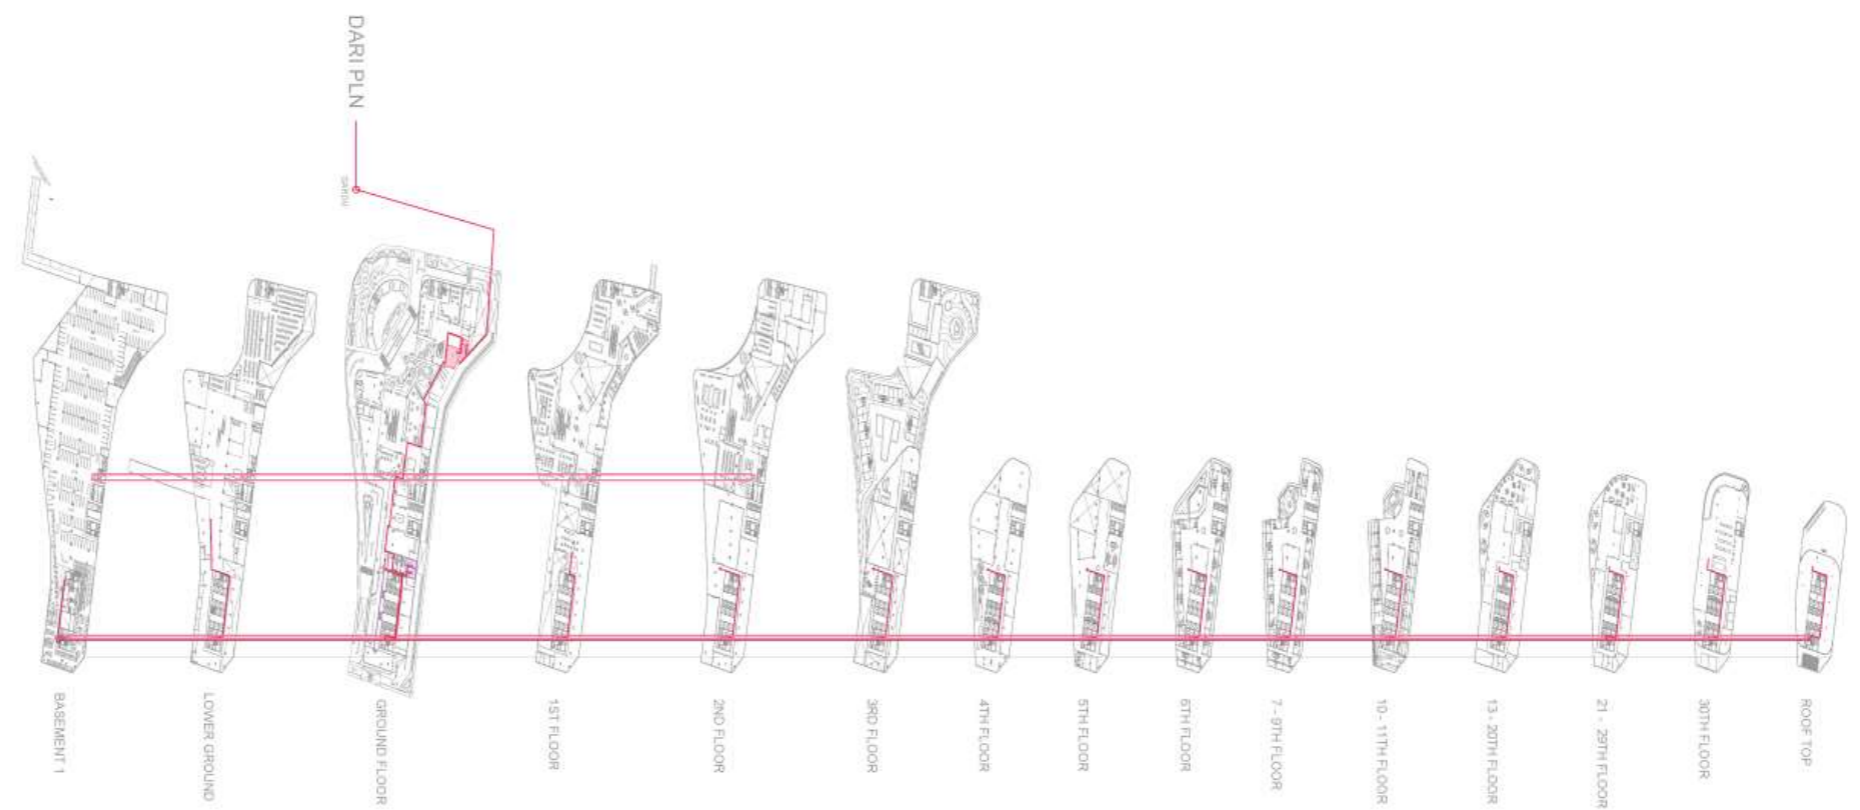 DARI PLN
GARDU
BASEMENT 1
LOWER GROUND
GROUND FLOOR
1ST FLOOR
2ND FLOOR
3RD FLOOR
4TH FLOOR
5TH FLOOR
6TH FLOOR
7 - 9TH FLOOR
10 - 11TH FLOOR
13 - 20TH FLOOR
21 - 29TH FLOOR
30TH FLOOR
ROOF TOP